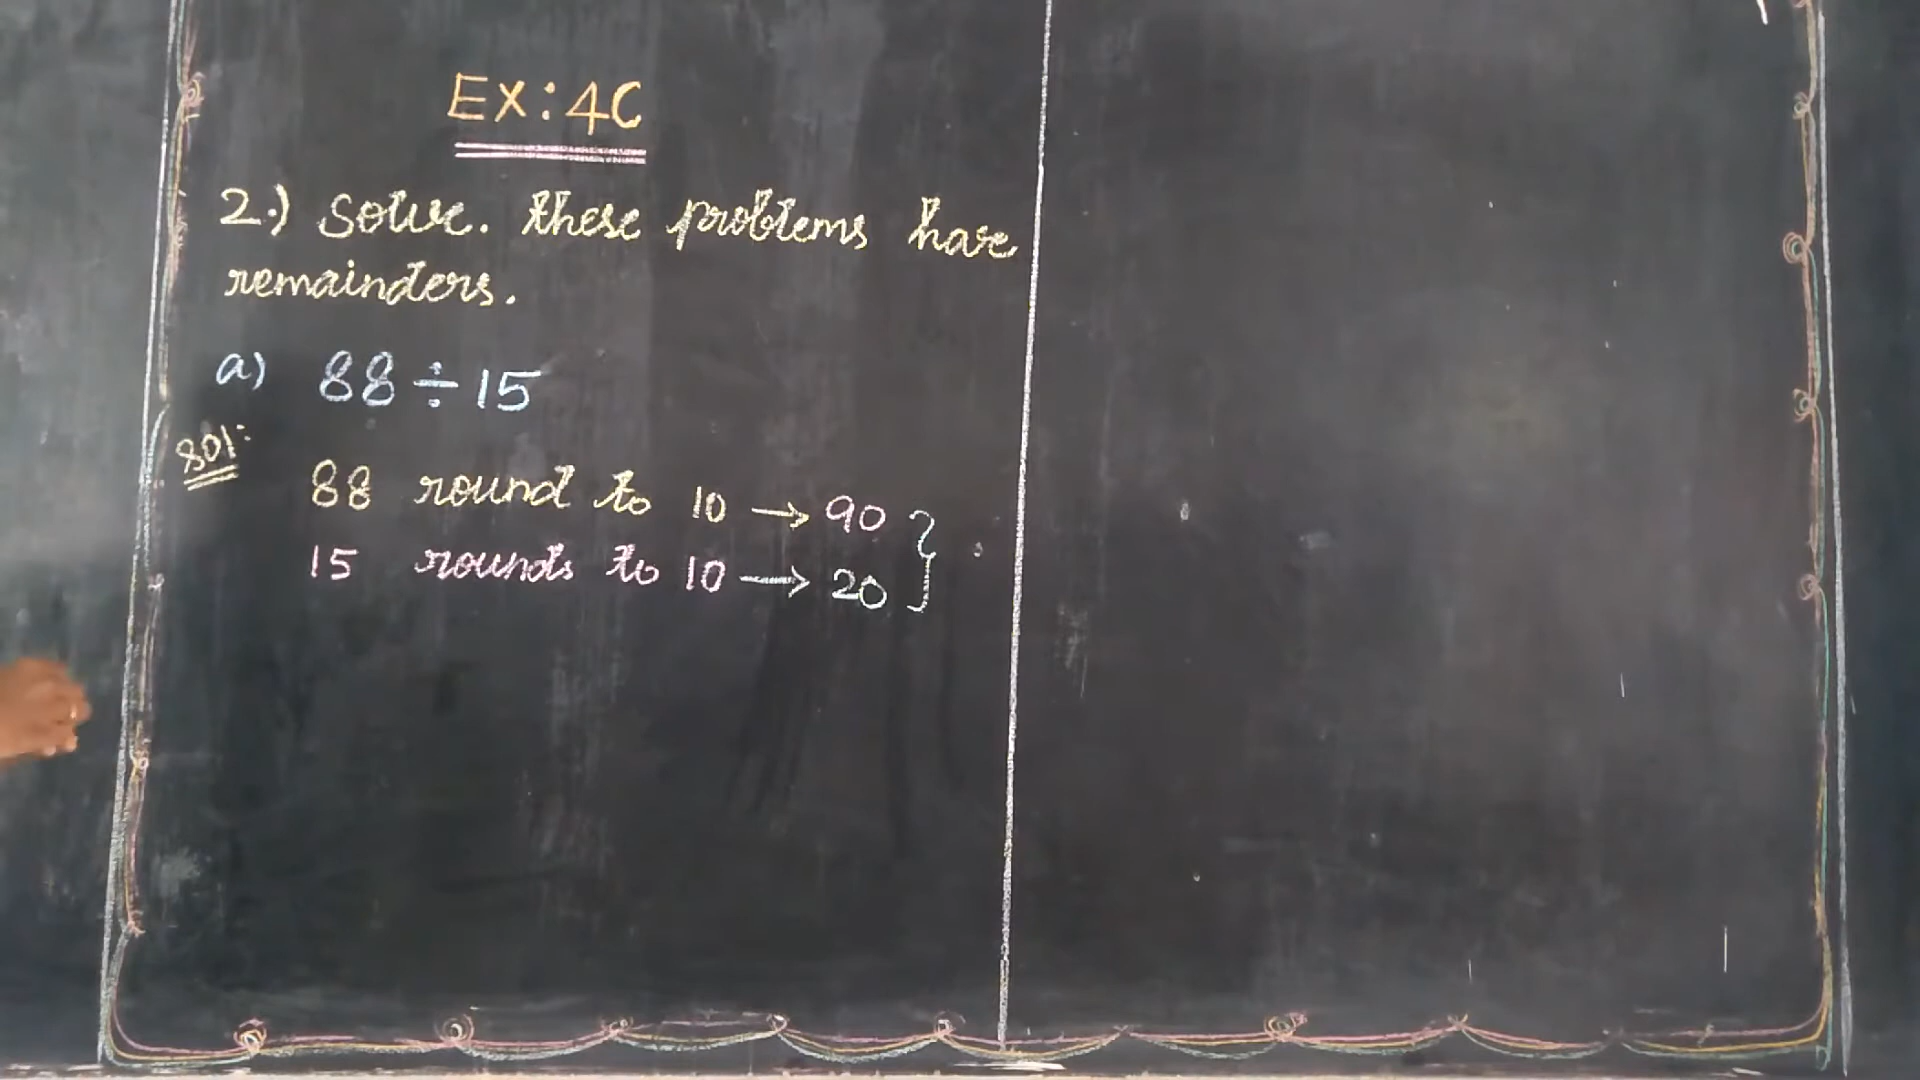 EX: 4C
2.) Solve. These problems have
remainders.
a) 88 ÷ 15
Sol:
88 round to 10 → 90
15 rounds to 10 → 20